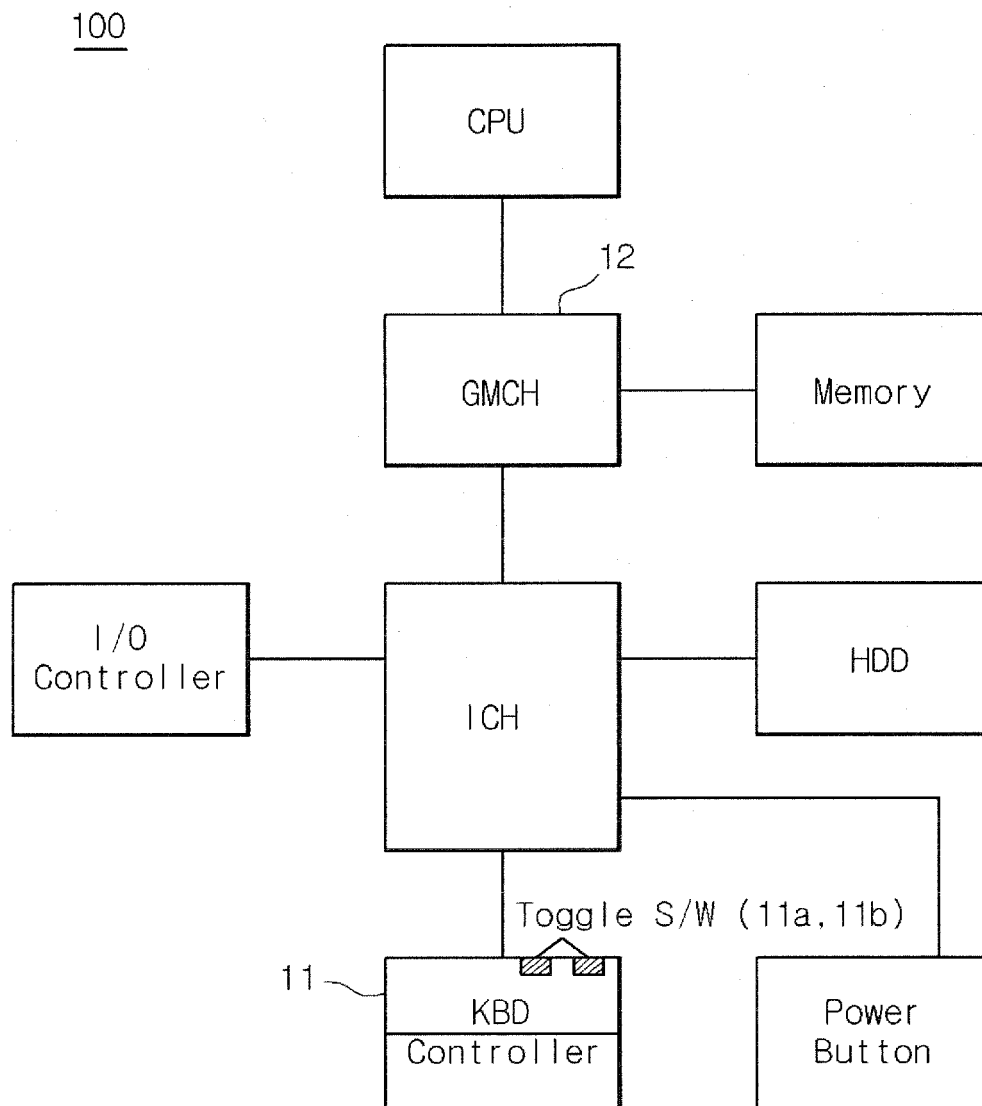 100
CPU
12
GMCH
Memory
I/O
Controller
ICH
HDD
Toggle S/W (11a,11b)
11
KBD
Controller
Power
Button